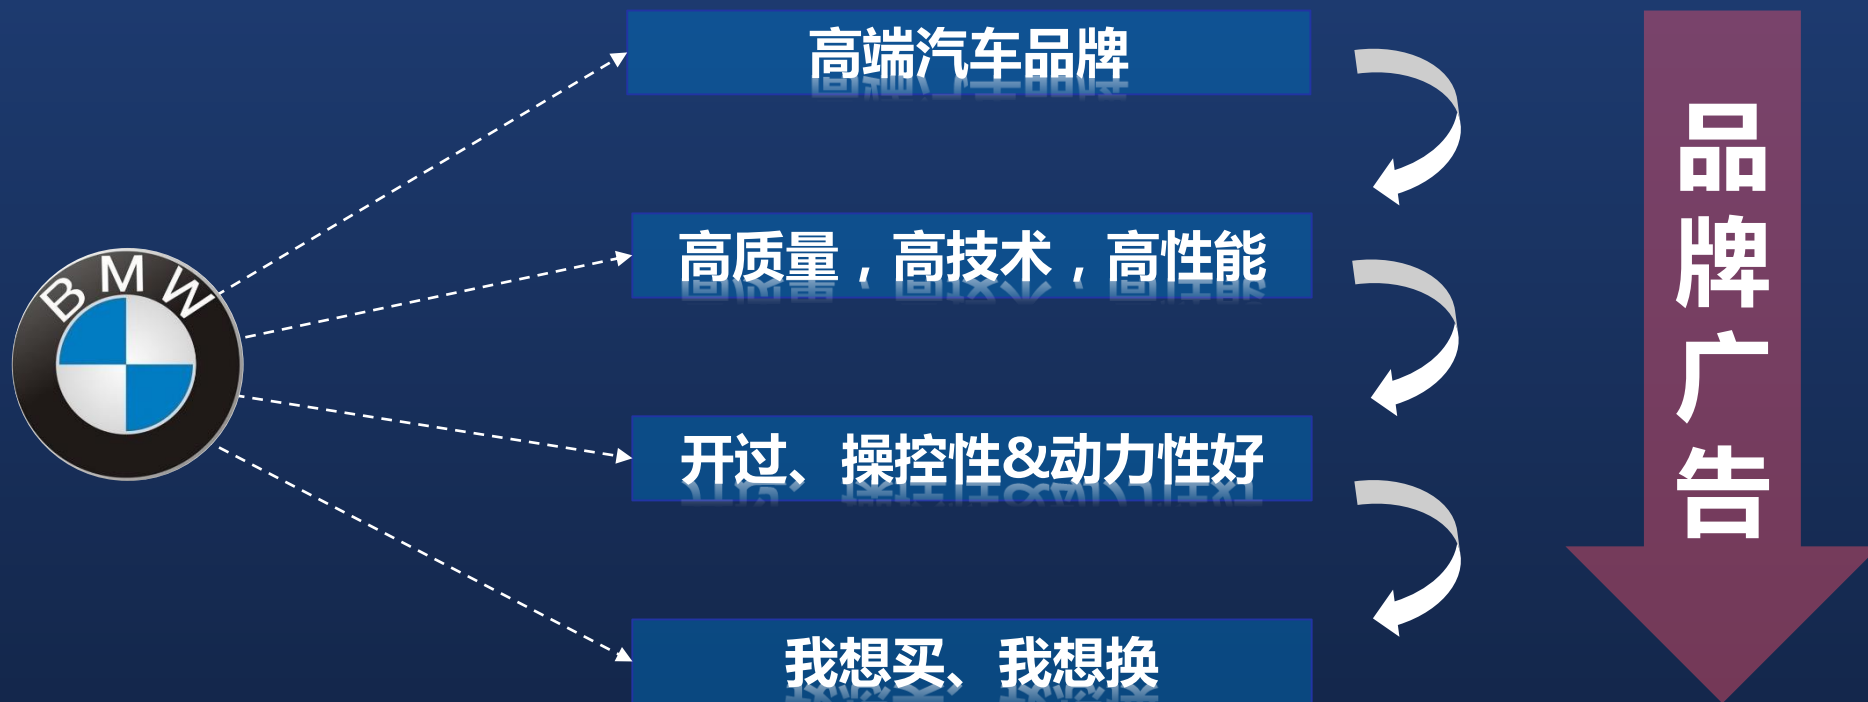 高端汽车品牌
BMW
高质量，高技术，高性能
开过、操控性&动力性好
我想买、我想换
品牌广告